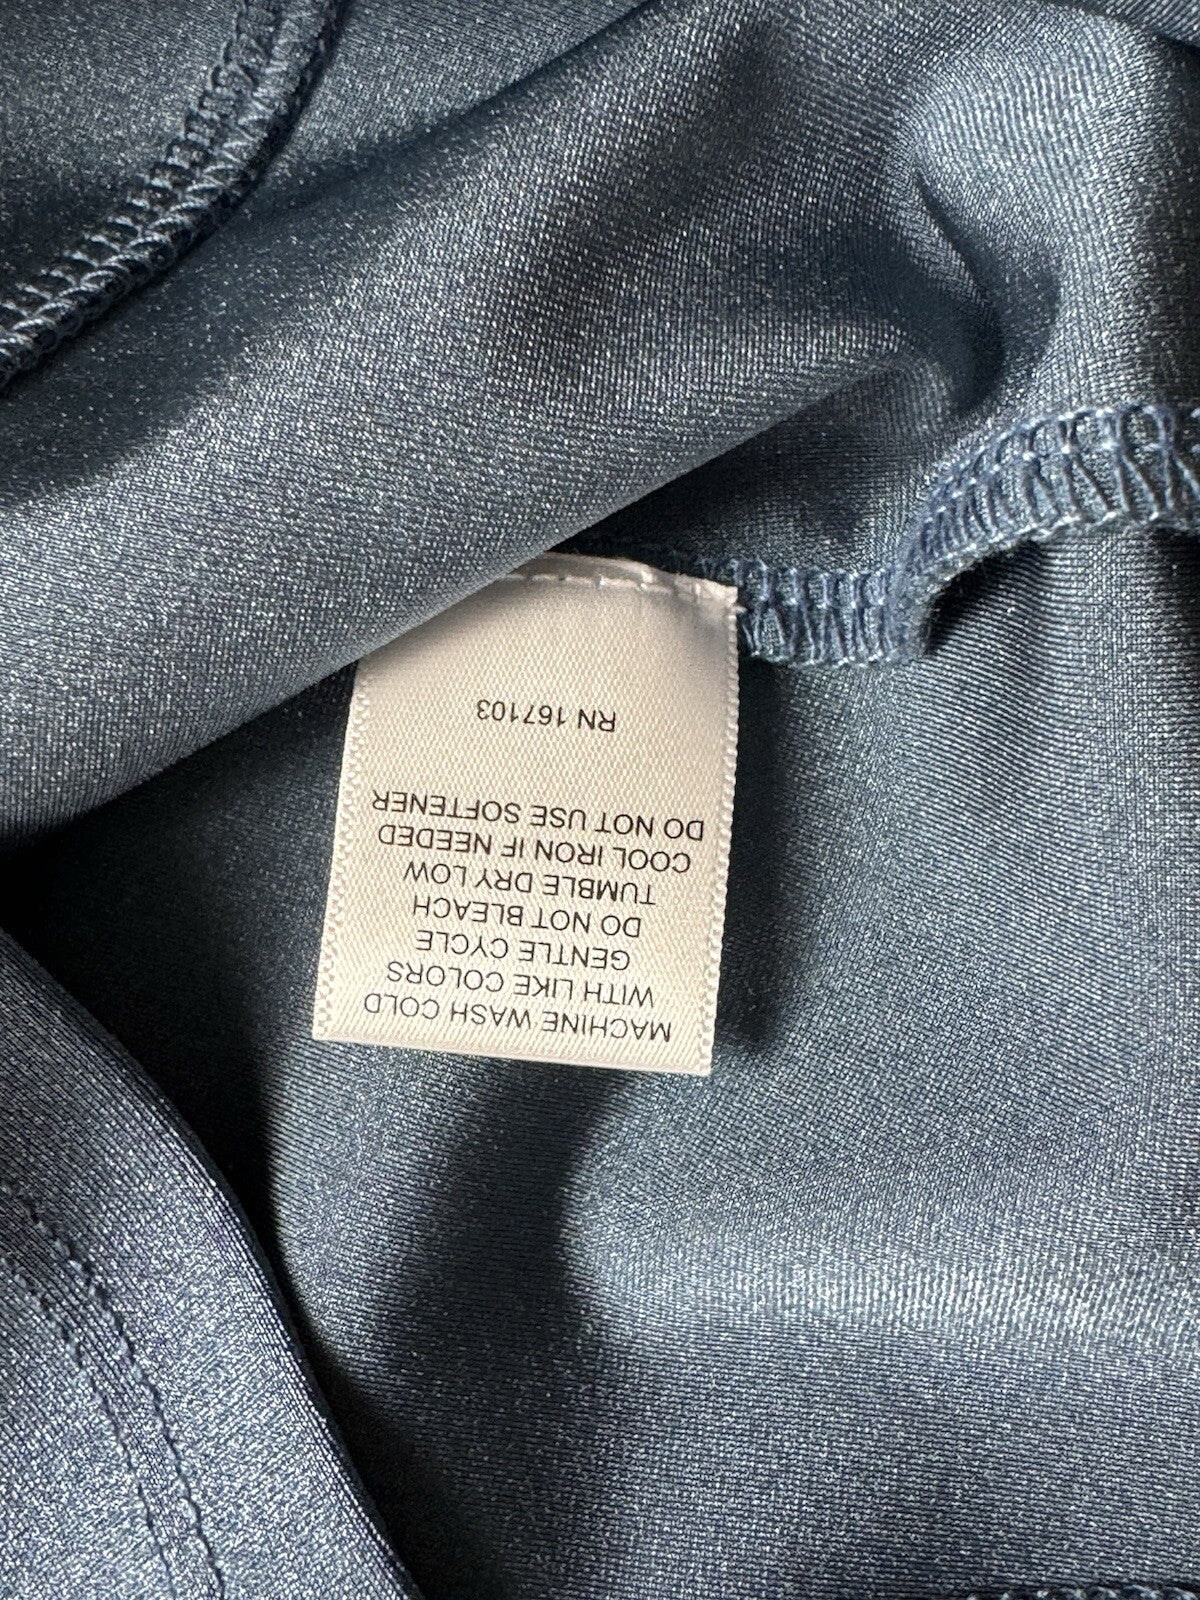 MACHINE WASH COLD
WITH LIKE COLORS
GENTLE CYCLE
DO NOT BLEACH
TUMBLE DRY LOW
COOL IRON IF NEEDED
DO NOT USE SOFTENER
RN 167103